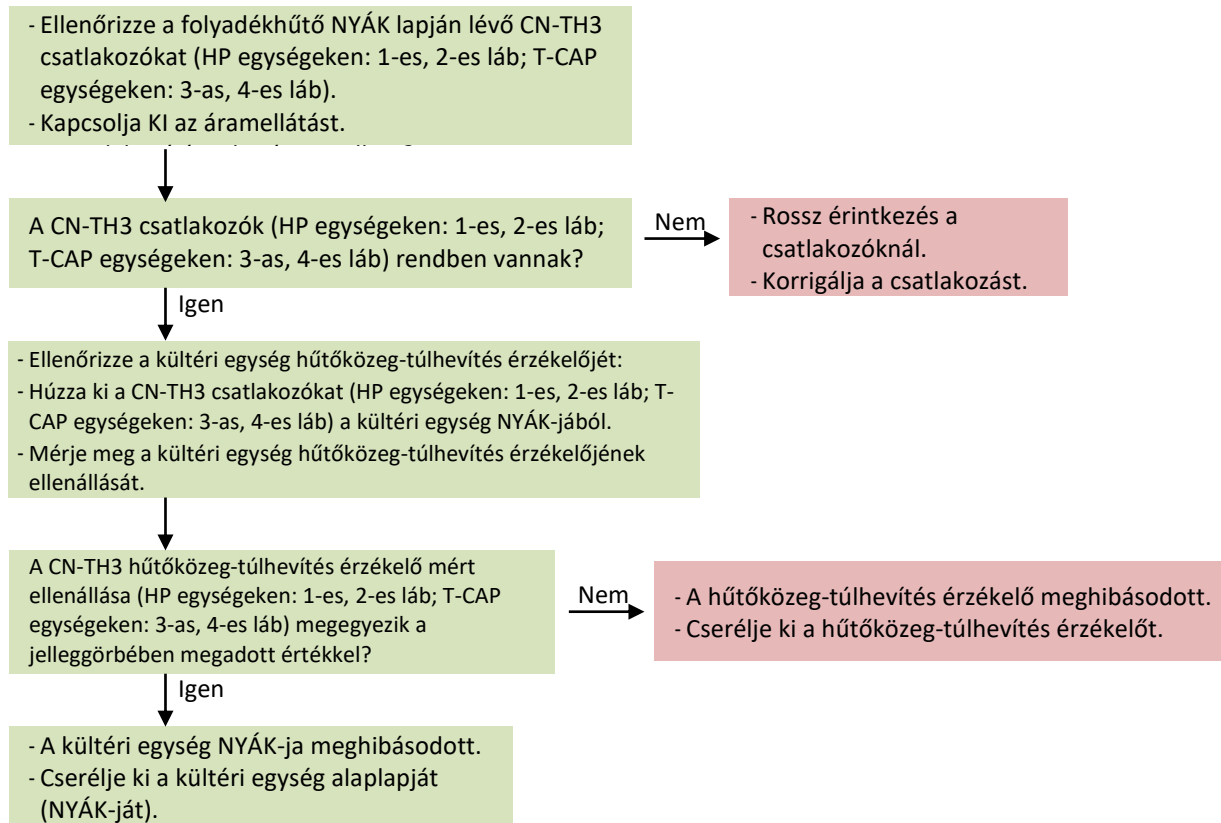 - Ellenőrizze a folyadékhűtő NYÁK lapján lévő CN-TH3
csatlakozókat (HP egységeken: 1-es, 2-es láb; T-CAP
egységeken: 3-as, 4-es láb).
- Kapcsolja KI az áramellátást.
A CN-TH3 csatlakozók (HP egységeken: 1-es, 2-es láb;
T-CAP egységeken: 3-as, 4-es láb) rendben vannak?
Nem
- Rossz érintkezés a
csatlakozóknál.
- Korrigálja a csatlakozást.
Igen
- Ellenőrizze a kültéri egység hűtőközeg-túlhevítés érzékelőjét:
- Húzza ki a CN-TH3 csatlakozókat (HP egységeken: 1-es, 2-es láb; T-
CAP egységeken: 3-as, 4-es láb) a kültéri egység NYÁK-jából.
- Mérje meg a kültéri egység hűtőközeg-túlhevítés érzékelőjének
ellenállását.
A CN-TH3 hűtőközeg-túlhevítés érzékelő mért
ellenállása (HP egységeken: 1-es, 2-es láb; T-CAP
egységeken: 3-as, 4-es láb) megegyezik a
jelleggörbében megadott értékkel?
Nem
- A hűtőközeg-túlhevítés érzékelő meghibásodott.
- Cserélje ki a hűtőközeg-túlhevítés érzékelőt.
Igen
- A kültéri egység NYÁK-ja meghibásodott.
- Cserélje ki a kültéri egység alaplapját
(NYÁK-ját).